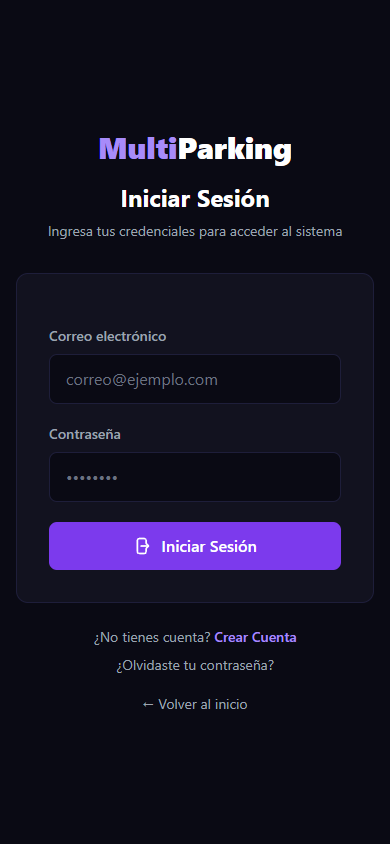 MultiParking
Iniciar Sesión
Ingresa tus credenciales para acceder al sistema
Correo electrónico
correo@ejemplo.com
Contraseña
••••••••
Iniciar Sesión
¿No tienes cuenta? Crear Cuenta
¿Olvidaste tu contraseña?
← Volver al inicio